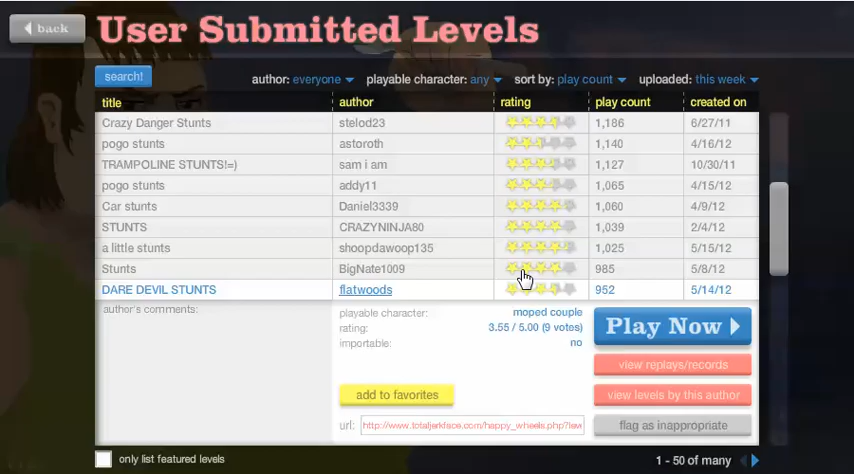 back
User Submitted Levels
search!
author: everyone playable character: any sort by: play count uploaded: this week
title author rating play count created on
Crazy Danger Stunts stelod23 1,186 6/27/11
pogo stunts astoroth 1,140 4/16/12
TRAMPOLINE STUNTS!=) sam i am 1,127 10/30/11
pogo stunts addy11 1,065 4/15/12
Car stunts Daniel3339 1,060 4/9/12
STUNTS CRAZYNINJA80 1,039 2/4/12
a little stunts shoopdawoop135 1,025 5/15/12
Stunts BigNate1009 985 5/8/12
DARE DEVIL STUNTS flatwoods 952 5/14/12
author's comments:
playable character: moped couple
rating: 3.55 / 5.00 (9 votes)
importable: no
Play Now
view replays/records
add to favorites
view levels by this author
url: http://www.totaljerkface.com/happy_wheels.php?leve
flag as inappropriate
only list featured levels
1 - 50 of many